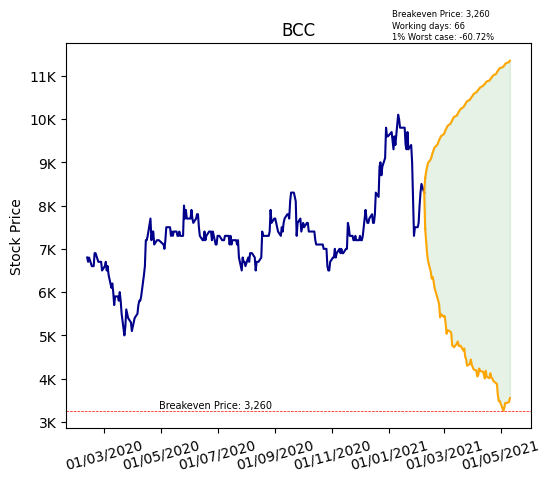 Breakeven Price: 3,260
Working days: 66
1% Worst case: -60.72%
BCC
Stock Price
11K
10K
9K
8K
7K
6K
5K
4K
3K
Breakeven Price: 3,260
01/03/2020
01/05/2020
01/07/2020
01/09/2020
01/11/2020
01/01/2021
01/03/2021
01/05/2021